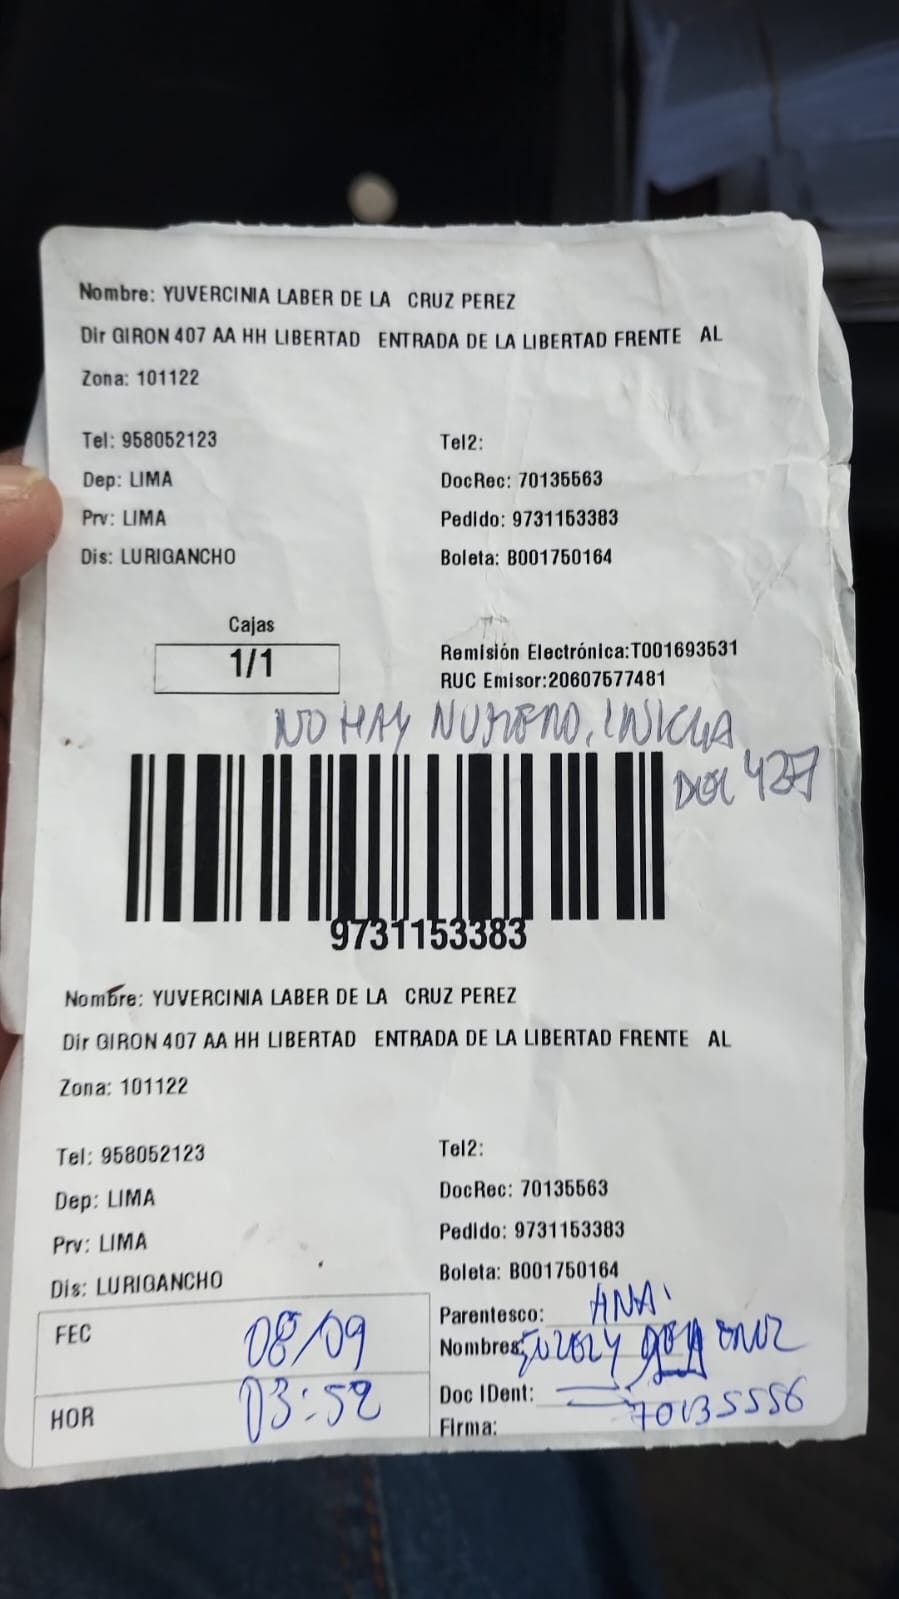 Nombre: YUVERCINIA LABER DE LA CRUZ PEREZ
Dir GIRON 407 AA HH LIBERTAD ENTRADA DE LA LIBERTAD FRENTE AL
Zona: 101122
Tel: 958052123 Tel2:
Dep: LIMA DocRec: 70135563
Prv: LIMA Pedido: 9731153383
Dis: LURIGANCHO Boleta: B001750164
Cajas
1/1
Remisión Electrónica:T001693531
RUC Emisor:20607577481
NO HAY NUMERO, INICIA
DEL 427
9731153383
Nombre: YUVERCINIA LABER DE LA CRUZ PEREZ
Dir GIRON 407 AA HH LIBERTAD ENTRADA DE LA LIBERTAD FRENTE AL
Zona: 101122
Tel: 958052123 Tel2:
Dep: LIMA DocRec: 70135563
Prv: LIMA Pedido: 9731153383
Dis: LURIGANCHO Boleta: B001750164
FEC 08/09
Parentesco:
Nombres: CRUZ
HOR 03:52
Doc IDent: 70135556
Firma: